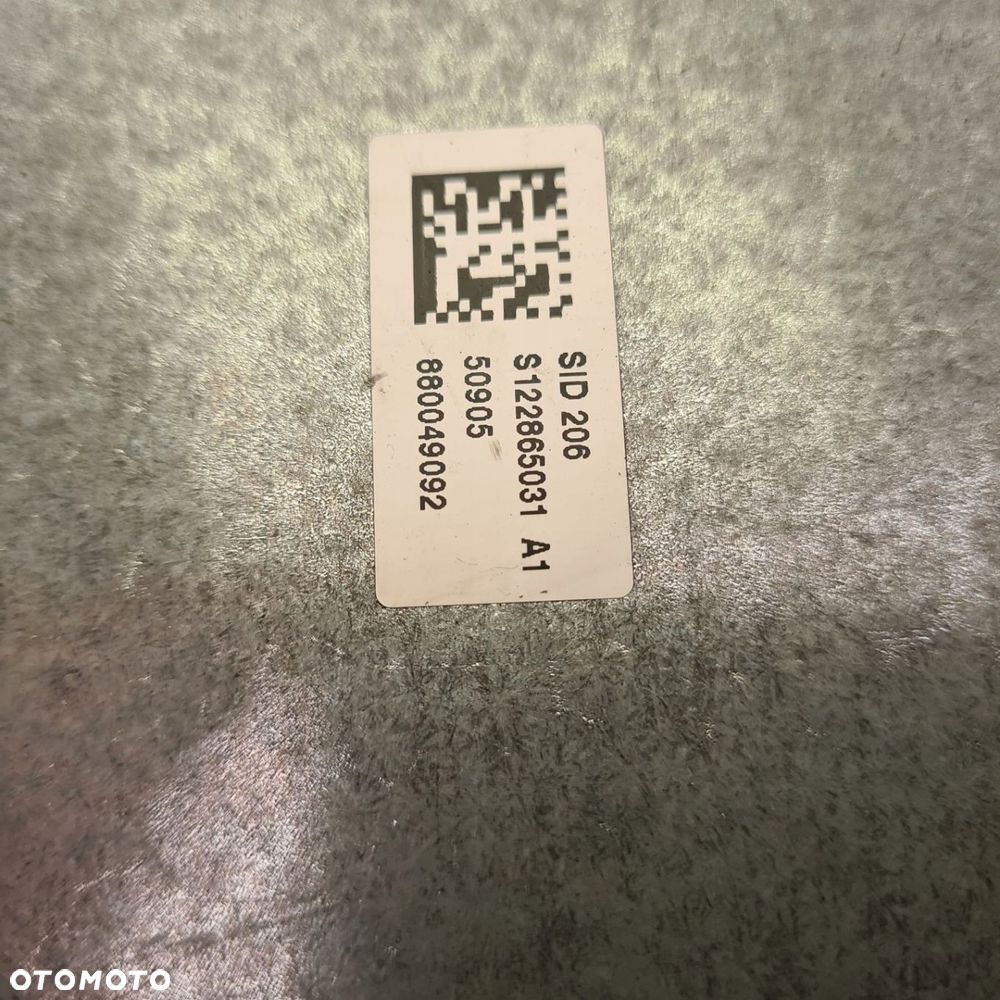 SID 206
S122865031 A1
50905
880049092
OTOMOTO